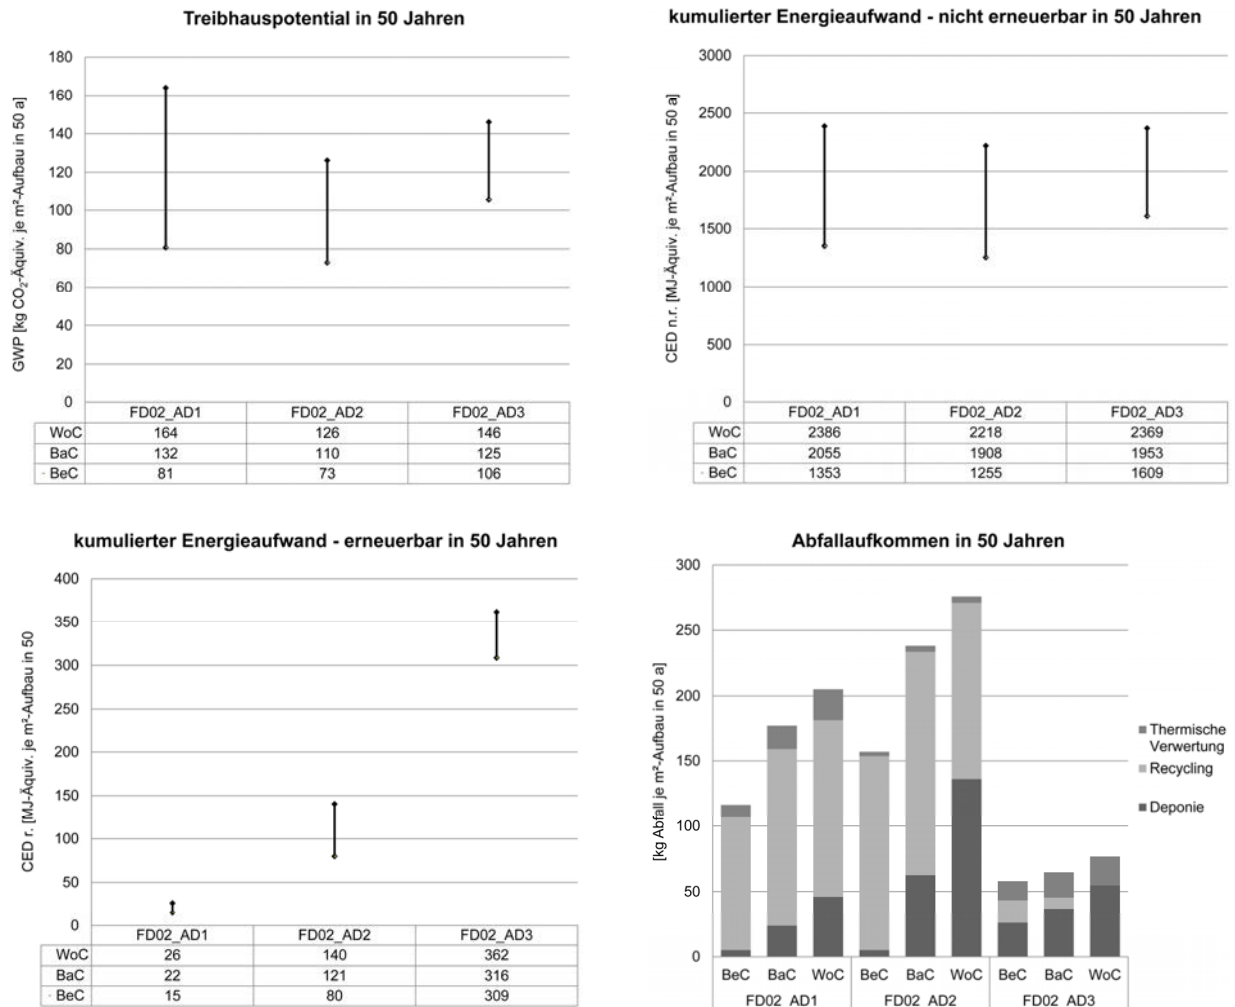 Treibhauspotential in 50 Jahren
GWP [kg CO₂-Äquiv. je m²-Aufbau in 50 a]
180
160
140
120
100
80
60
40
20
0
FD02_AD1 FD02_AD2 FD02_AD3
WoC 164 126 146
BaC 132 110 125
BeC 81 73 106
kumulierter Energieaufwand - nicht erneuerbar in 50 Jahren
CED n.r. [MJ-Äquiv. je m²-Aufbau in 50 a]
3000
2500
2000
1500
1000
500
0
FD02_AD1 FD02_AD2 FD02_AD3
WoC 2386 2218 2369
BaC 2055 1908 1953
BeC 1353 1255 1609
kumulierter Energieaufwand - erneuerbar in 50 Jahren
CED r. [MJ-Äquiv. je m²-Aufbau in 50
400
350
300
250
200
150
100
50
0
FD02_AD1 FD02_AD2 FD02_AD3
WoC 26 140 362
BaC 22 121 316
BeC 15 80 309
Abfallaufkommen in 50 Jahren
[kg Abfall je m²-Aufbau in 50 a]
300
250
200
150
100
50
0
BeC BaC WoC BeC BaC WoC BeC BaC WoC
FD02_AD1 FD02_AD2 FD02_AD3
Thermische
Verwertung
Recycling
Deponie